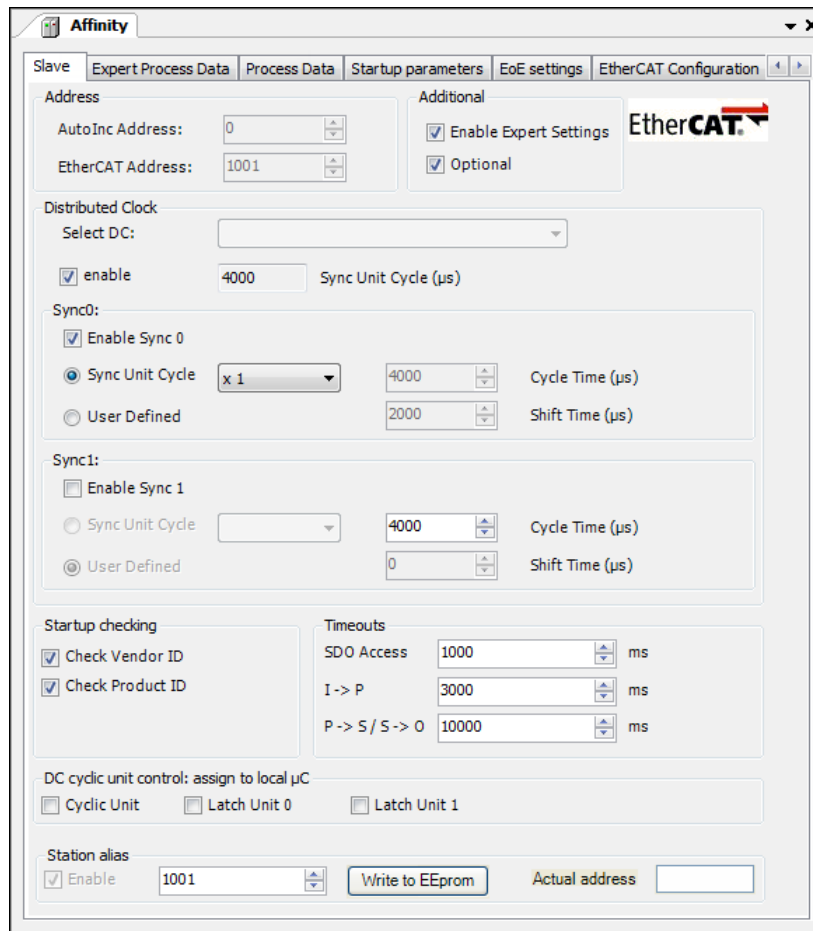 Affinity
Slave Expert Process Data Process Data Startup parameters EoE settings EtherCAT Configuration
Address
AutoInc Address: 0
EtherCAT Address: 1001
Additional
Enable Expert Settings
Optional
EtherCAT.
Distributed Clock
Select DC:
enable 4000 Sync Unit Cycle (µs)
Sync0:
Enable Sync 0
Sync Unit Cycle x 1 4000 Cycle Time (µs)
User Defined 2000 Shift Time (µs)
Sync1:
Enable Sync 1
Sync Unit Cycle 4000 Cycle Time (µs)
User Defined 0 Shift Time (µs)
Startup checking
Check Vendor ID
Check Product ID
Timeouts
SDO Access 1000 ms
I -> P 3000 ms
P -> S / S -> O 10000 ms
DC cyclic unit control: assign to local µC
Cyclic Unit Latch Unit 0 Latch Unit 1
Station alias
Enable 1001 Write to EEprom Actual address